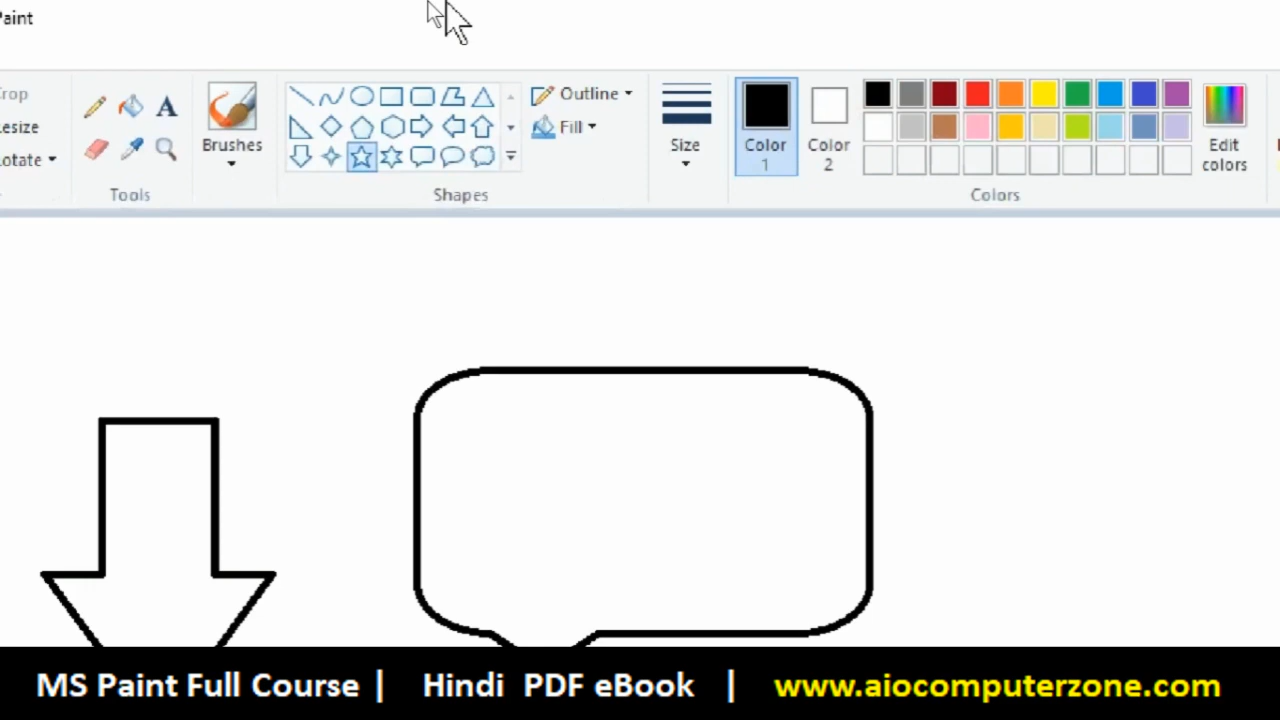 Paint
Crop
Resize
Rotate
Brushes
Outline
Fill
Size
Color
1
Color
2
Edit
colors
Tools
Shapes
Colors
MS Paint Full Course | Hindi PDF eBook | www.aiocomputerzone.com